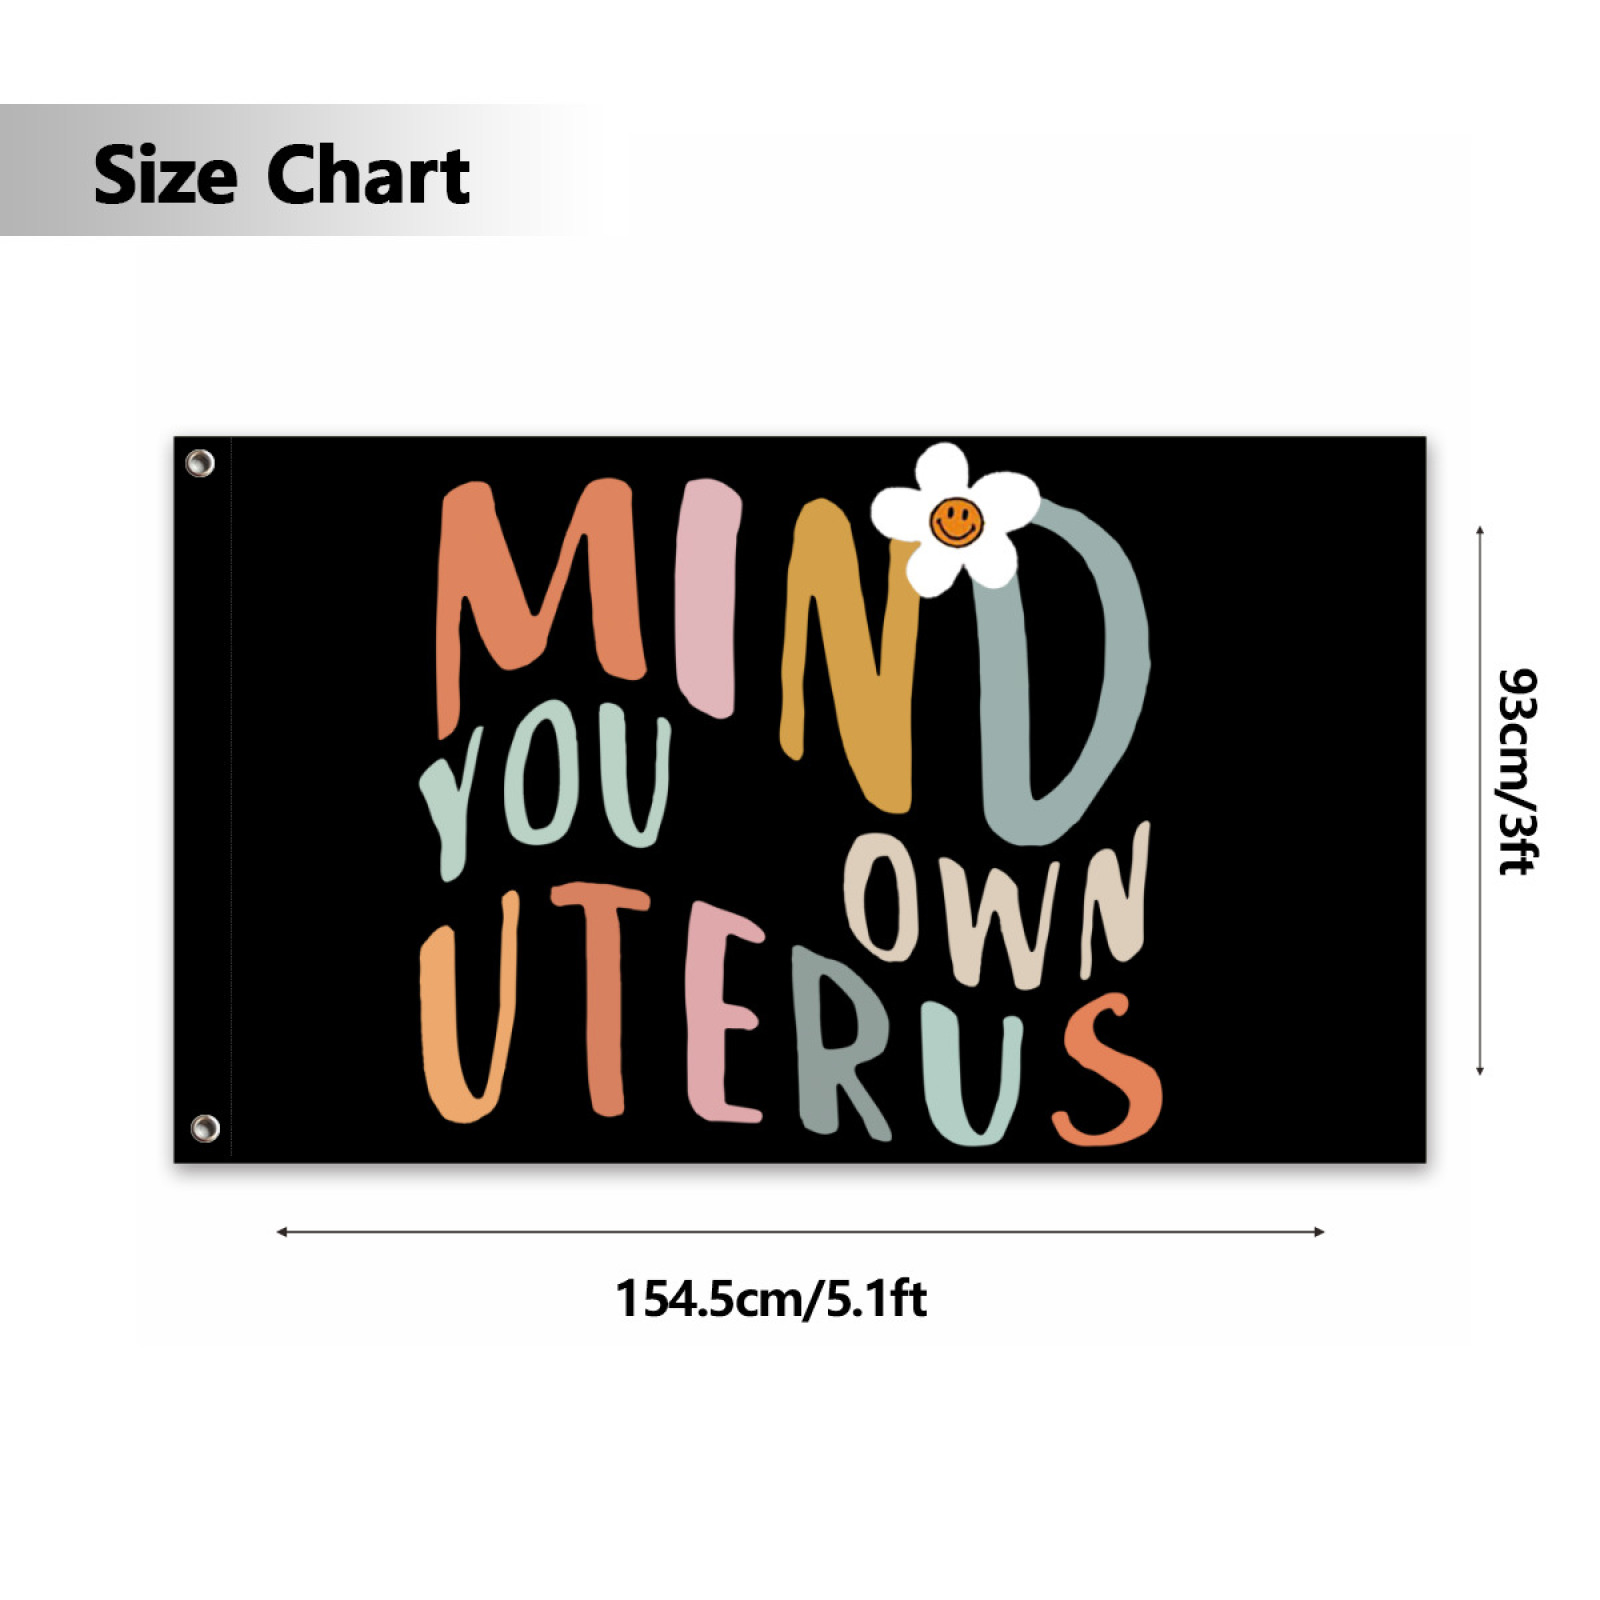 Size Chart
MIND
YOU
OWN
UTERUS
93cm/3ft
154.5cm/5.1ft